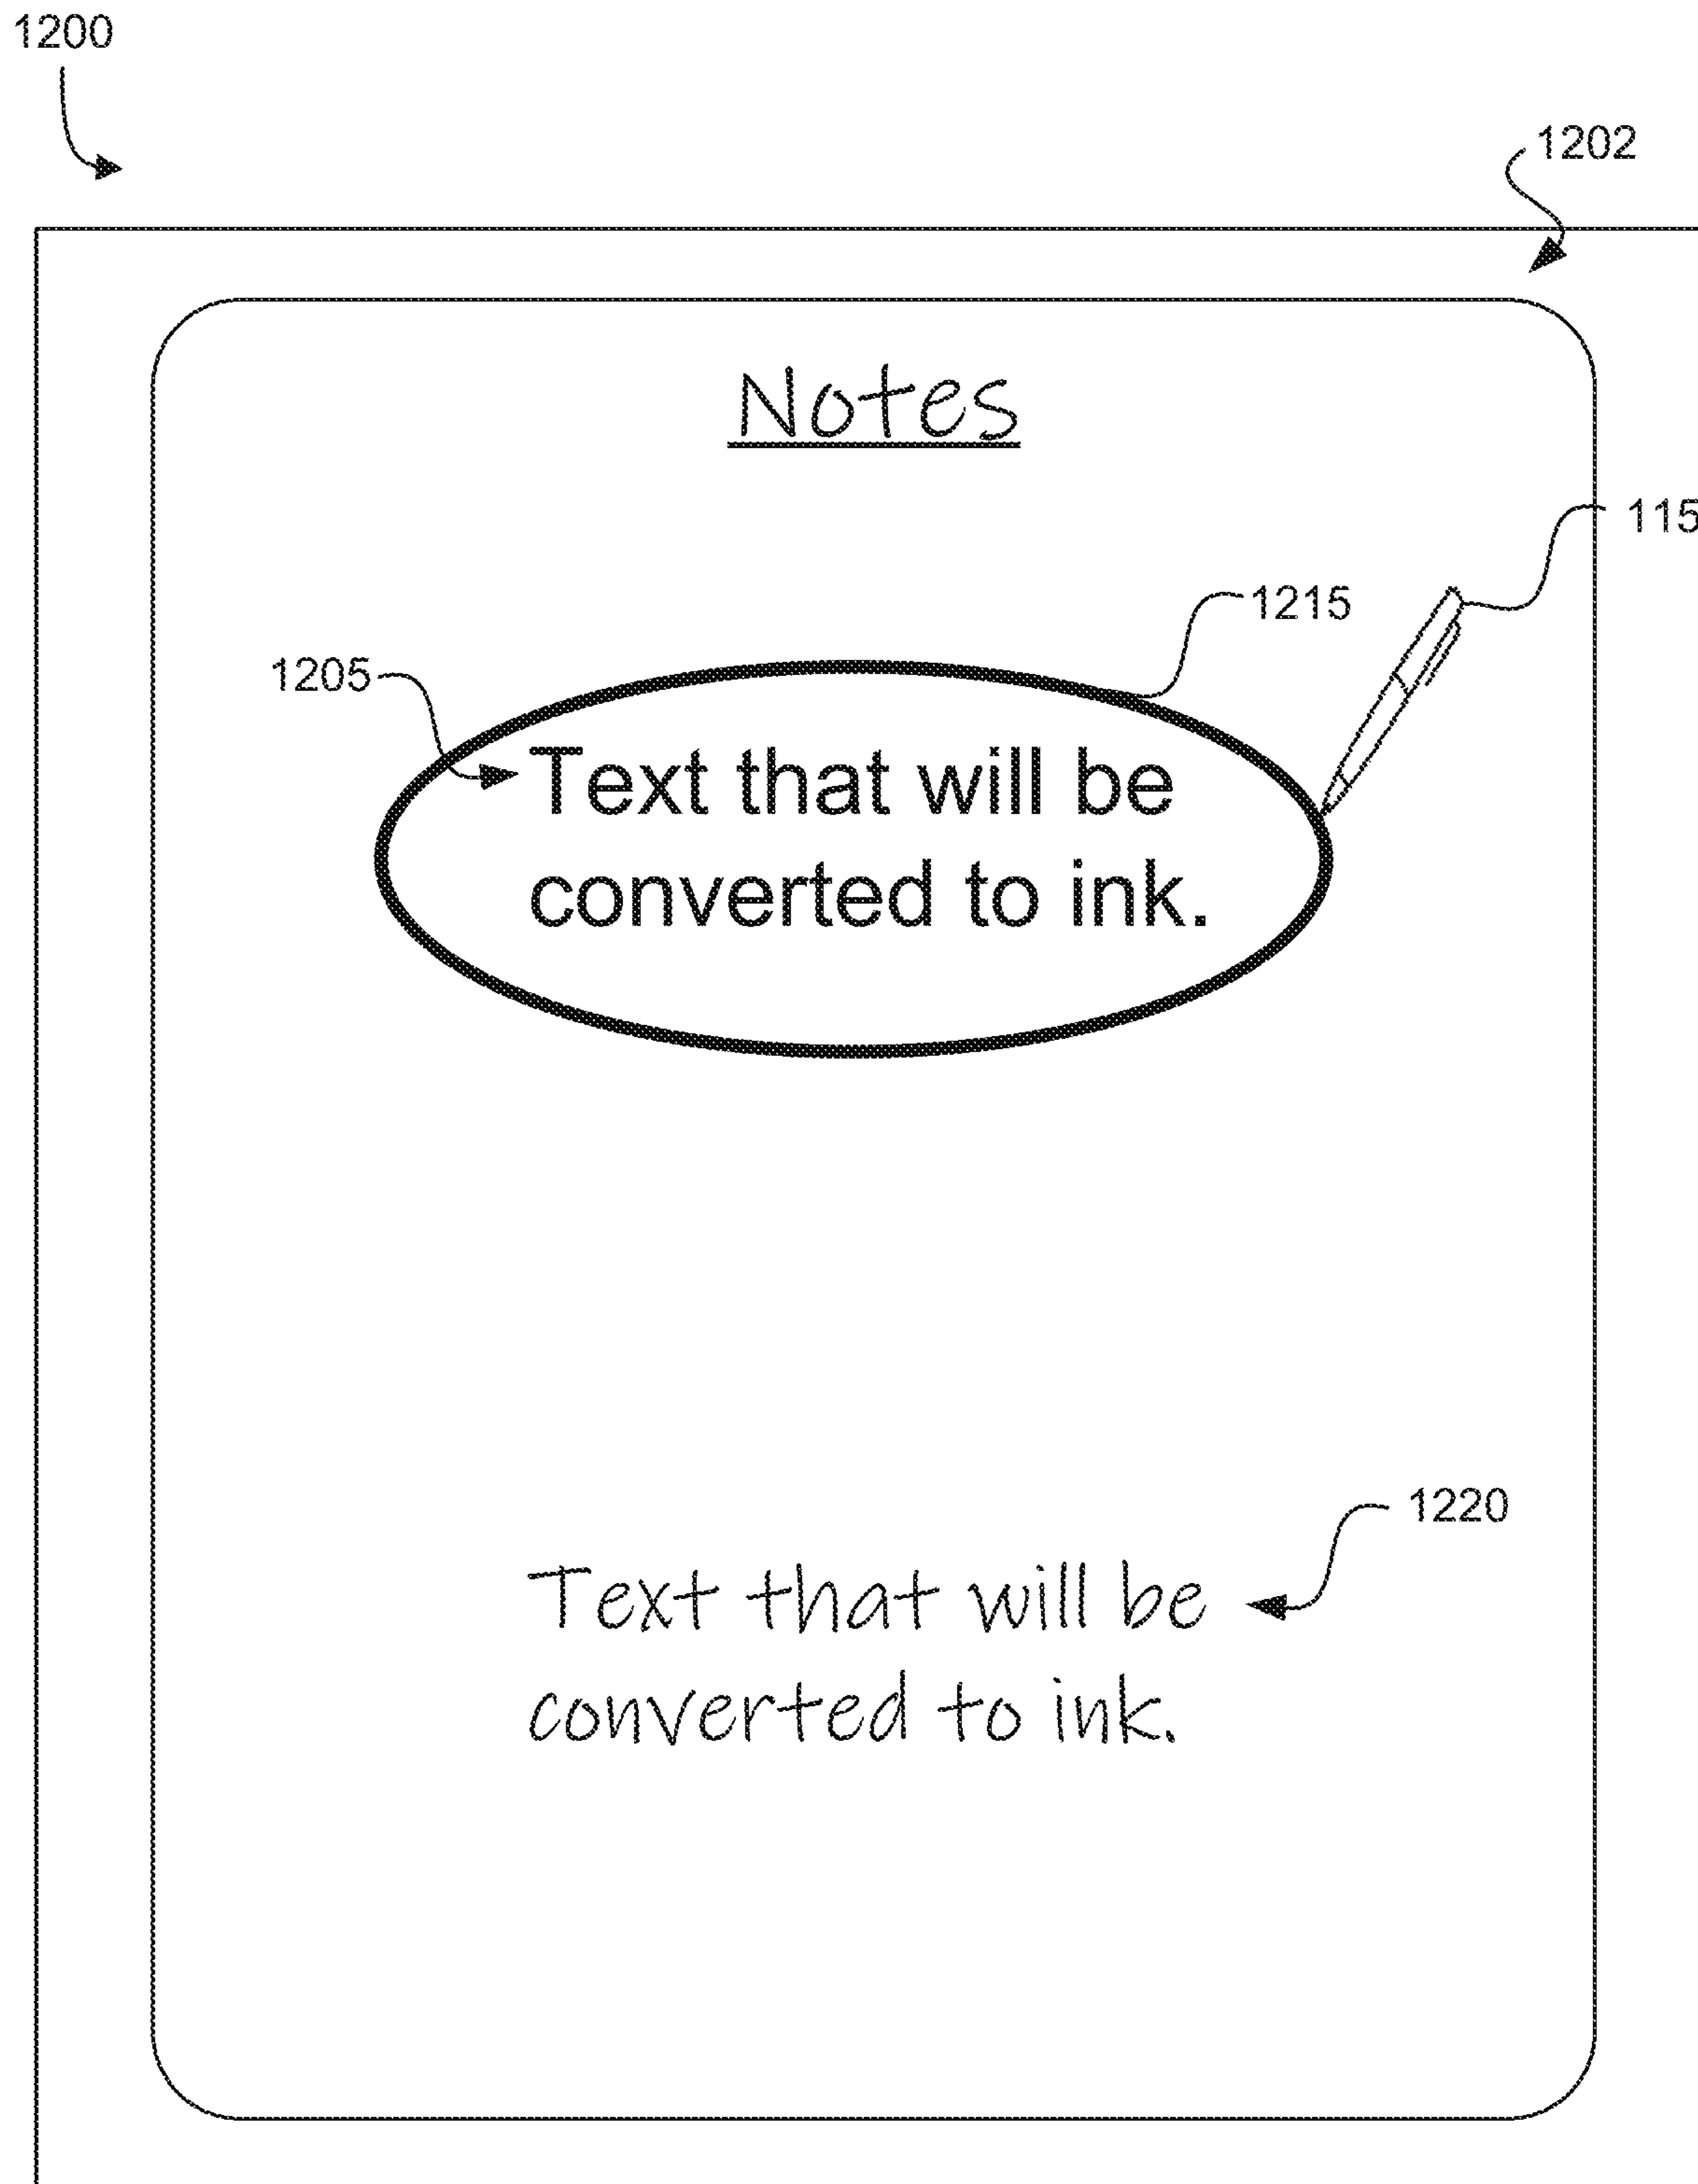 1200
1202
Notes
115
1215
1205
Text that will be
converted to ink.
1220
Text that will be
converted to ink.